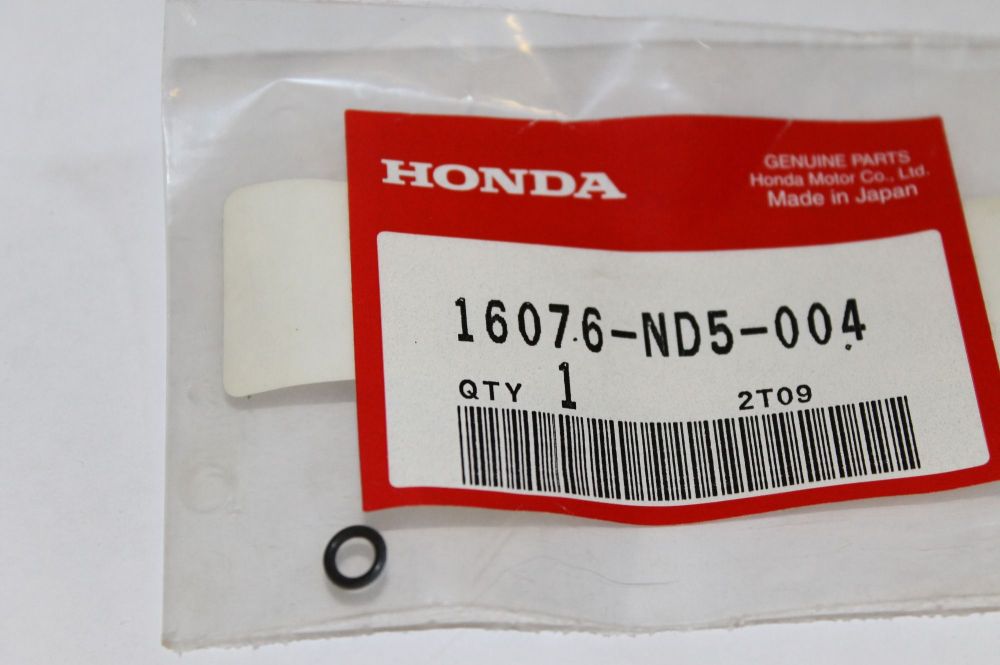 HONDA
GENUINE PARTS
Honda Motor Co., Ltd.
Made in Japan
16076-ND5-004
QTY 1 2T09